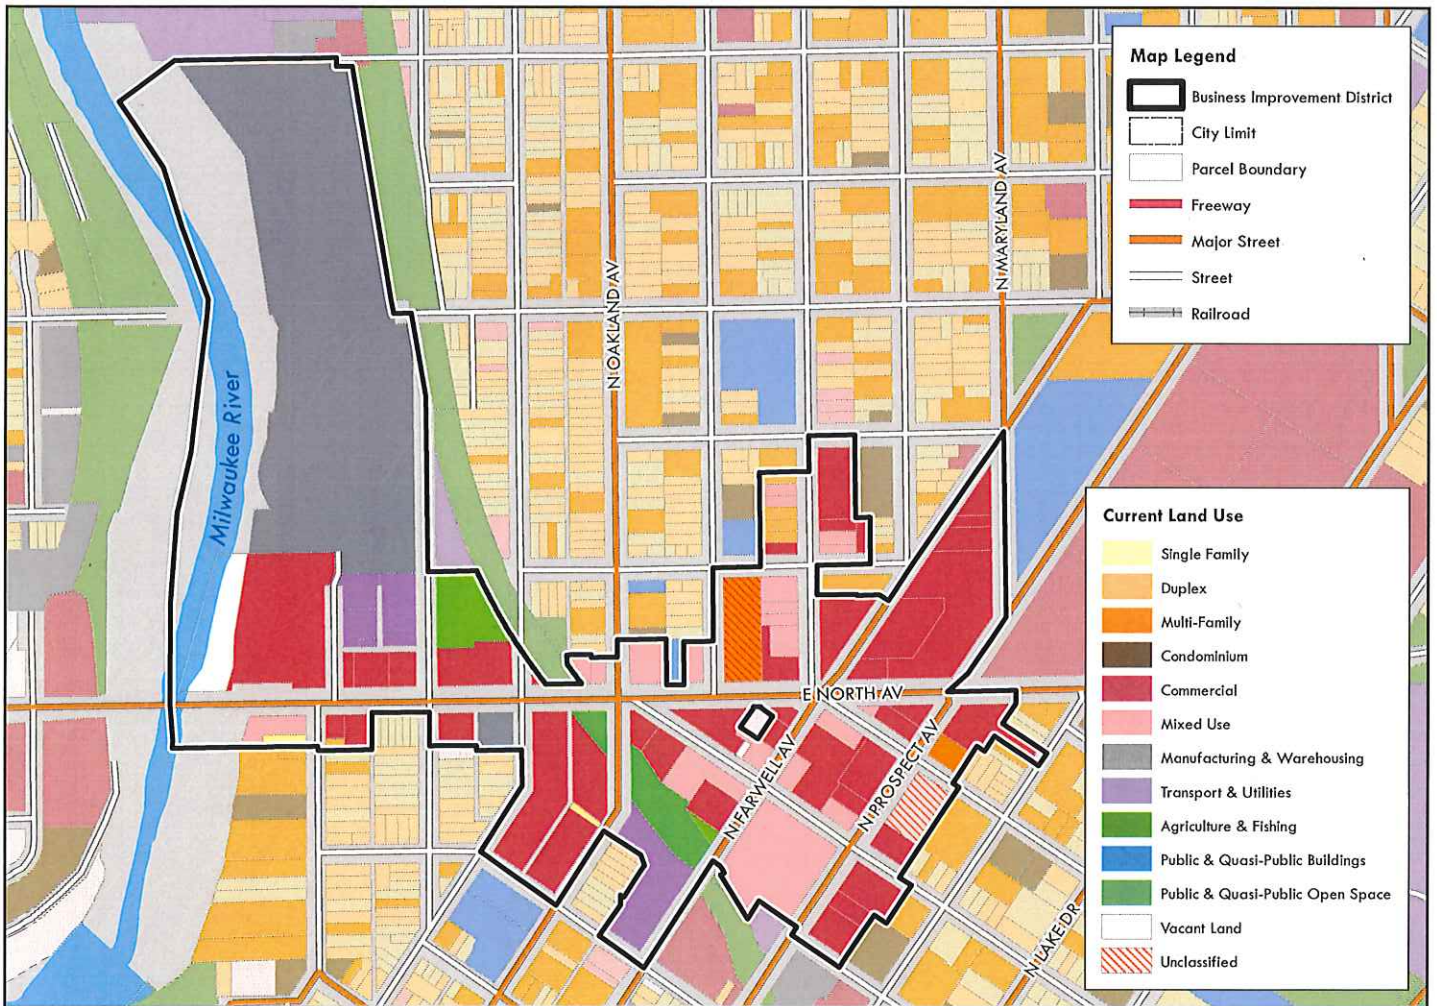 Map Legend
Business Improvement District
City Limit
Parcel Boundary
Freeway
Major Street
Street
Railroad
N MARYLAND AV
N OAKLAND AV
Milwaukee River
Current Land Use
Single Family
Duplex
Multi-Family
Condominium
Commercial
Mixed Use
Manufacturing & Warehousing
Transport & Utilities
Agriculture & Fishing
Public & Quasi-Public Buildings
Public & Quasi-Public Open Space
Vacant Land
Unclassified
E NORTH AV
N FARWELL AV
N PROSPECT AV
N LAKE DR